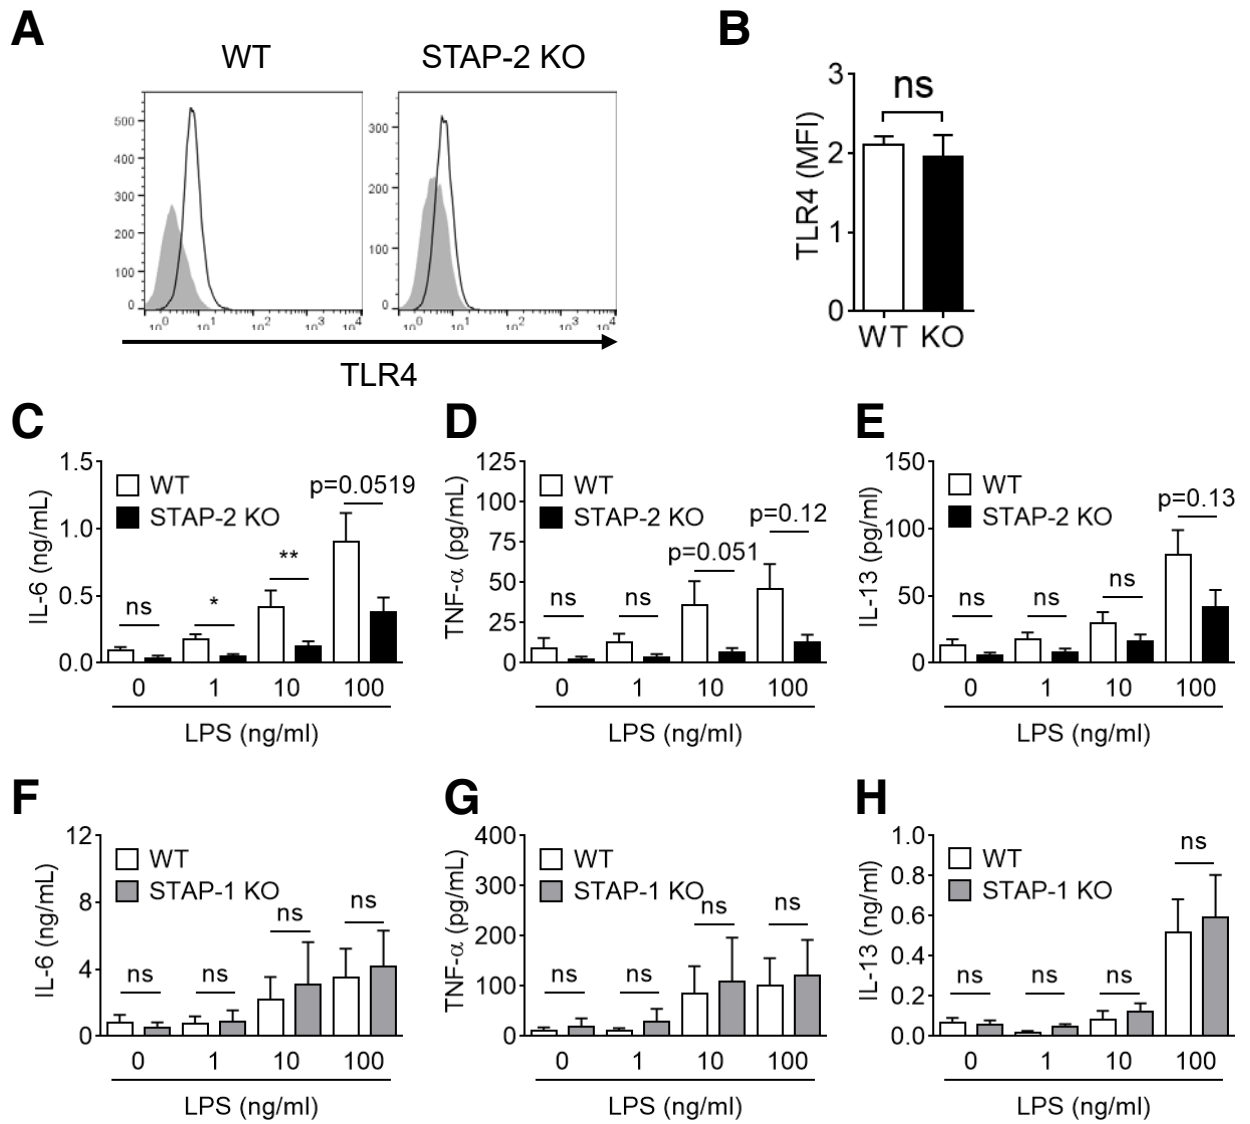 A
B
WT
STAP-2 KO
500
400
300
200
100
0
10^0 10^1 10^2 10^3 10^4
300
200
100
0
10^0 10^1 10^2 10^3 10^4
TLR4
TLR4 (MFI)
3
2
1
0
ns
WT KO
C
IL-6 (ng/mL)
1.5
1.0
0.5
0.0
WT
STAP-2 KO
ns
*
**
p=0.0519
0 1 10 100
LPS (ng/ml)
D
TNF-α (pg/mL)
125
100
75
50
25
0
WT
STAP-2 KO
ns
ns
p=0.051
p=0.12
0 1 10 100
LPS (ng/ml)
E
IL-13 (pg/ml)
150
100
50
0
WT
STAP-2 KO
ns
ns
ns
p=0.13
0 1 10 100
LPS (ng/ml)
F
IL-6 (ng/mL)
12
8
4
0
WT
STAP-1 KO
ns
ns
ns
ns
0 1 10 100
LPS (ng/ml)
G
TNF-α (pg/mL)
400
300
200
100
0
WT
STAP-1 KO
ns
ns
ns
ns
0 1 10 100
LPS (ng/ml)
H
IL-13 (ng/ml)
1.0
0.8
0.6
0.4
0.2
0.0
WT
STAP-1 KO
ns
ns
ns
ns
0 1 10 100
LPS (ng/ml)